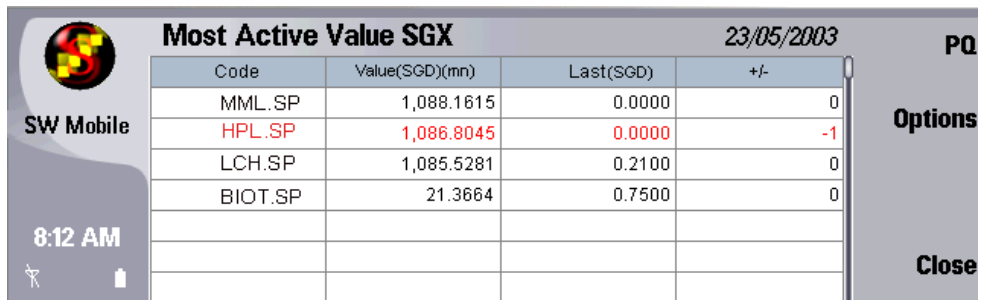 Most Active Value SGX 23/05/2003 PQ
Code Value(SGD)(mn) Last(SGD) +/-
MML.SP 1,088.1615 0.0000 0
SW Mobile Options
HPL.SP 1,086.8045 0.0000 -1
LCH.SP 1,085.5281 0.2100 0
BIOT.SP 21.3664 0.7500 0
8:12 AM
Close